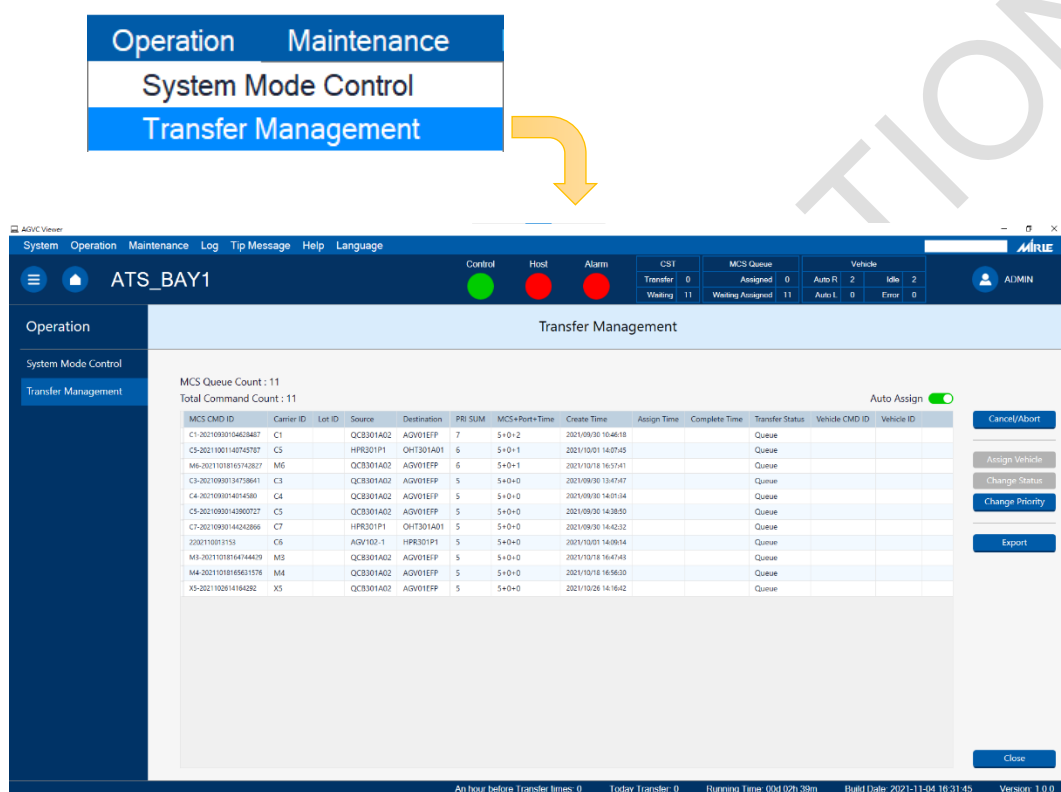 Operation Maintenance
System Mode Control
Transfer Management
TION
AGVC Viewer
System Operation Maintenance Log Tip Message Help Language
MIRLE
ATS_BAY1
Control Host Alarm
CST MCS Queue Vehicle
Transfer 0 Assigned 0 Auto R 2 Idle 2
Waiting 11 Waiting Assigned 11 Auto L 0 Error 0
ADMIN
Operation
Transfer Management
System Mode Control
Transfer Management
MCS Queue Count : 11
Total Command Count : 11
Auto Assign
MCS CMD ID Carrier ID Lot ID Source Destination PRI SUM MCS+Port+Time Create Time Assign Time Complete Time Transfer Status Vehicle CMD ID Vehicle ID
C1-20210930104628487 C1 QCB301A02 AGV01EFP 7 5+0+2 2021/09/30 10:46:18 Queue
C5-20211001140745787 C5 HPR301P1 OHT301A01 6 5+0+1 2021/10/01 14:07:45 Queue
M6-20211018165742827 M6 QCB301A02 AGV01EFP 6 5+0+1 2021/10/18 16:57:41 Queue
C3-20210930134758641 C3 QCB301A02 AGV01EFP 5 5+0+0 2021/09/30 13:47:47 Queue
C4-2021093014014580 C4 QCB301A02 AGV01EFP 5 5+0+0 2021/09/30 14:01:34 Queue
C5-20210930143900727 C5 QCB301A02 AGV01EFP 5 5+0+0 2021/09/30 14:38:50 Queue
C7-20210930144242866 C7 HPR301P1 OHT301A01 5 5+0+0 2021/09/30 14:42:32 Queue
2202110013153 C6 AGV102-1 HPR301P1 5 5+0+0 2021/10/01 14:09:14 Queue
M3-20211018164744429 M3 QCB301A02 AGV01EFP 5 5+0+0 2021/10/18 16:47:43 Queue
M4-20211018165631576 M4 QCB301A02 AGV01EFP 5 5+0+0 2021/10/18 16:56:30 Queue
X5-2021102614164292 X5 QCB301A02 AGV01EFP 5 5+0+0 2021/10/26 14:16:42 Queue
Cancel/Abort
Assign Vehicle
Change Status
Change Priority
Export
Close
An hour before Transfer times: 0 Today Transfer: 0 Running Time: 00d 02h 39m Build Date: 2021-11-04 16:31:45 Version: 1.0.0